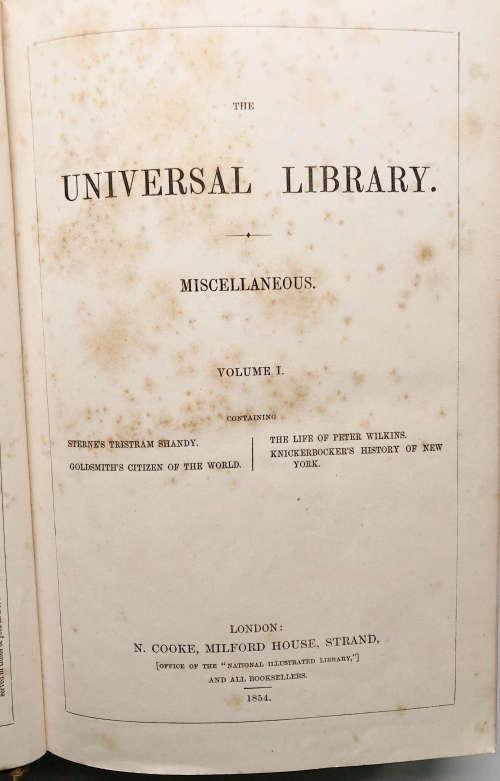 THE
UNIVERSAL LIBRARY.
MISCELLANEOUS.
VOLUME I.
CONTAINING
STERNE'S TRISTRAM SHANDY.
GOLDSMITH'S CITIZEN OF THE WORLD.
THE LIFE OF PETER WILKINS.
KNICKERBOCKER'S HISTORY OF NEW
YORK.
LONDON:
N. COOKE, MILFORD HOUSE, STRAND,
[OFFICE OF THE "NATIONAL ILLUSTRATED LIBRARY,"]
AND ALL BOOKSELLERS.
1854.